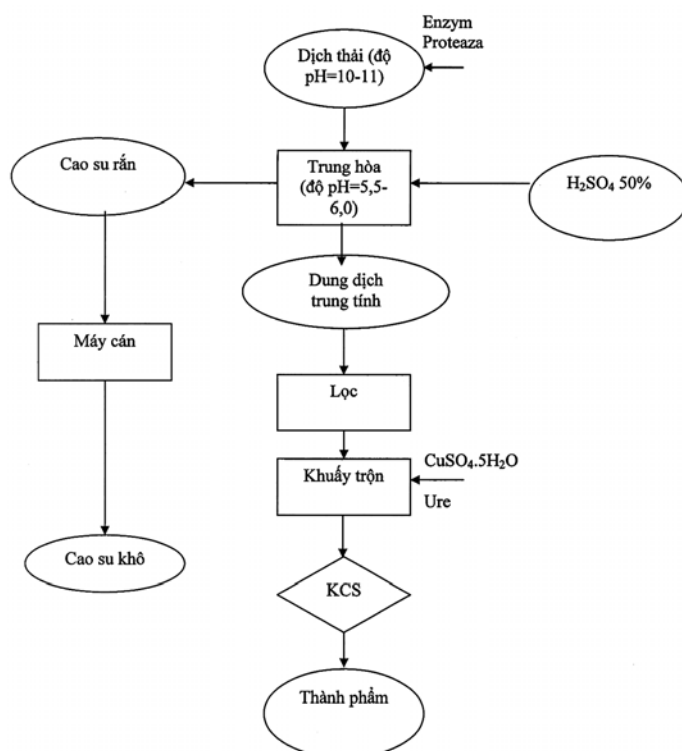 Enzym
Proteaza
Dịch thải (độ
pH=10-11)
Cao su rắn
Trung hòa
(độ pH=5,5-
6,0)
H₂SO₄ 50%
Dung dịch
trung tính
Máy cán
Lọc
Khuấy trộn
CuSO₄.5H₂O
Ure
Cao su khô
KCS
Thành phẩm